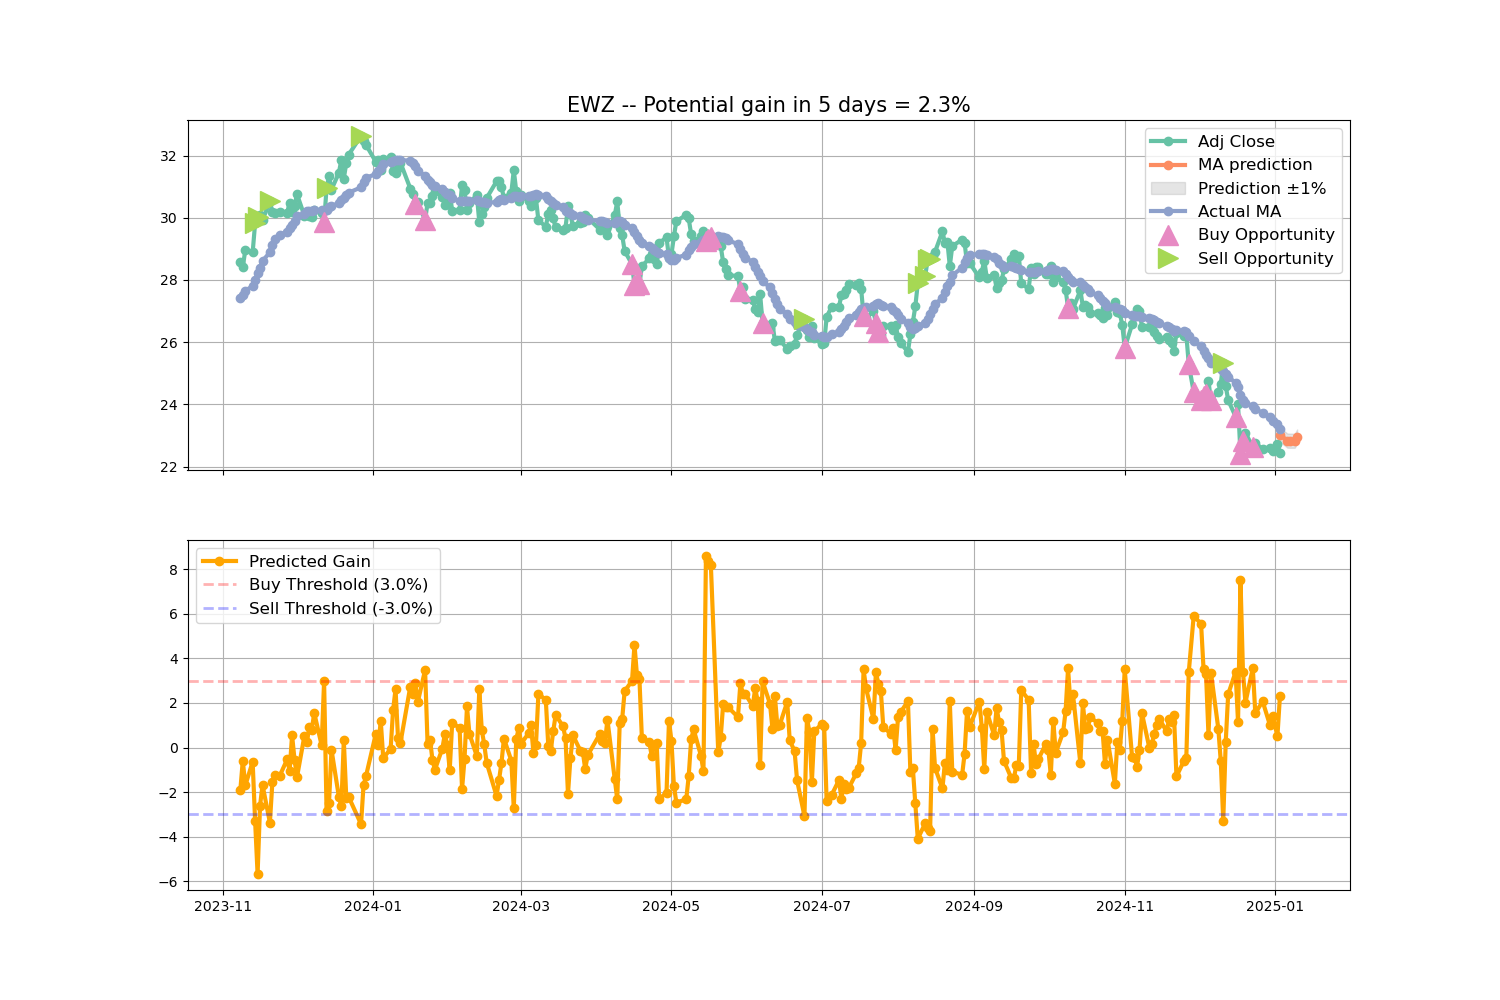 EWZ -- Potential gain in 5 days = 2.3%
32
30
28
26
24
22
Adj Close
MA prediction
Prediction ±1%
Actual MA
Buy Opportunity
Sell Opportunity
8
6
4
2
0
−2
−4
−6
Predicted Gain
Buy Threshold (3.0%)
Sell Threshold (-3.0%)
2023-11 2024-01 2024-03 2024-05 2024-07 2024-09 2024-11 2025-01